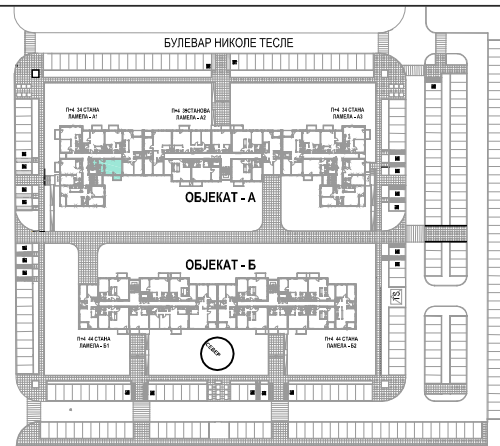 БУЛЕВАР НИКОЛЕ ТЕСЛЕ
П+4 34 СТАНА
ЛАМЕЛА - А1
П+4 39СТАНОВА
ЛАМЕЛА - А2
П+4 34 СТАНА
ЛАМЕЛА - А3
ОБЈЕКАТ - А
ОБЈЕКАТ - Б
П+4 44 СТАНА
ЛАМЕЛА - Б1
СЕВЕР
П+4 44 СТАНА
ЛАМЕЛА - Б2